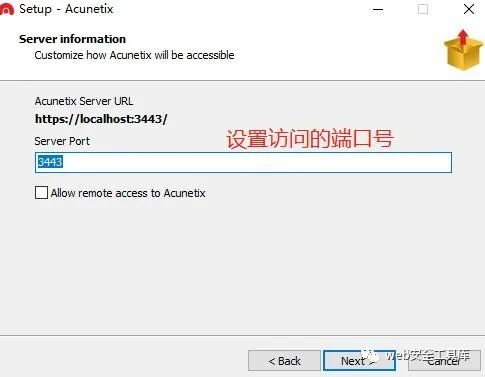 Setup - Acunetix
Server information
Customize how Acunetix will be accessible
Acunetix Server URL
https://localhost:3443/
Server Port
设置访问的端口号
3443
Allow remote access to Acunetix
< Back
Next >
Cancel
web安全工具库